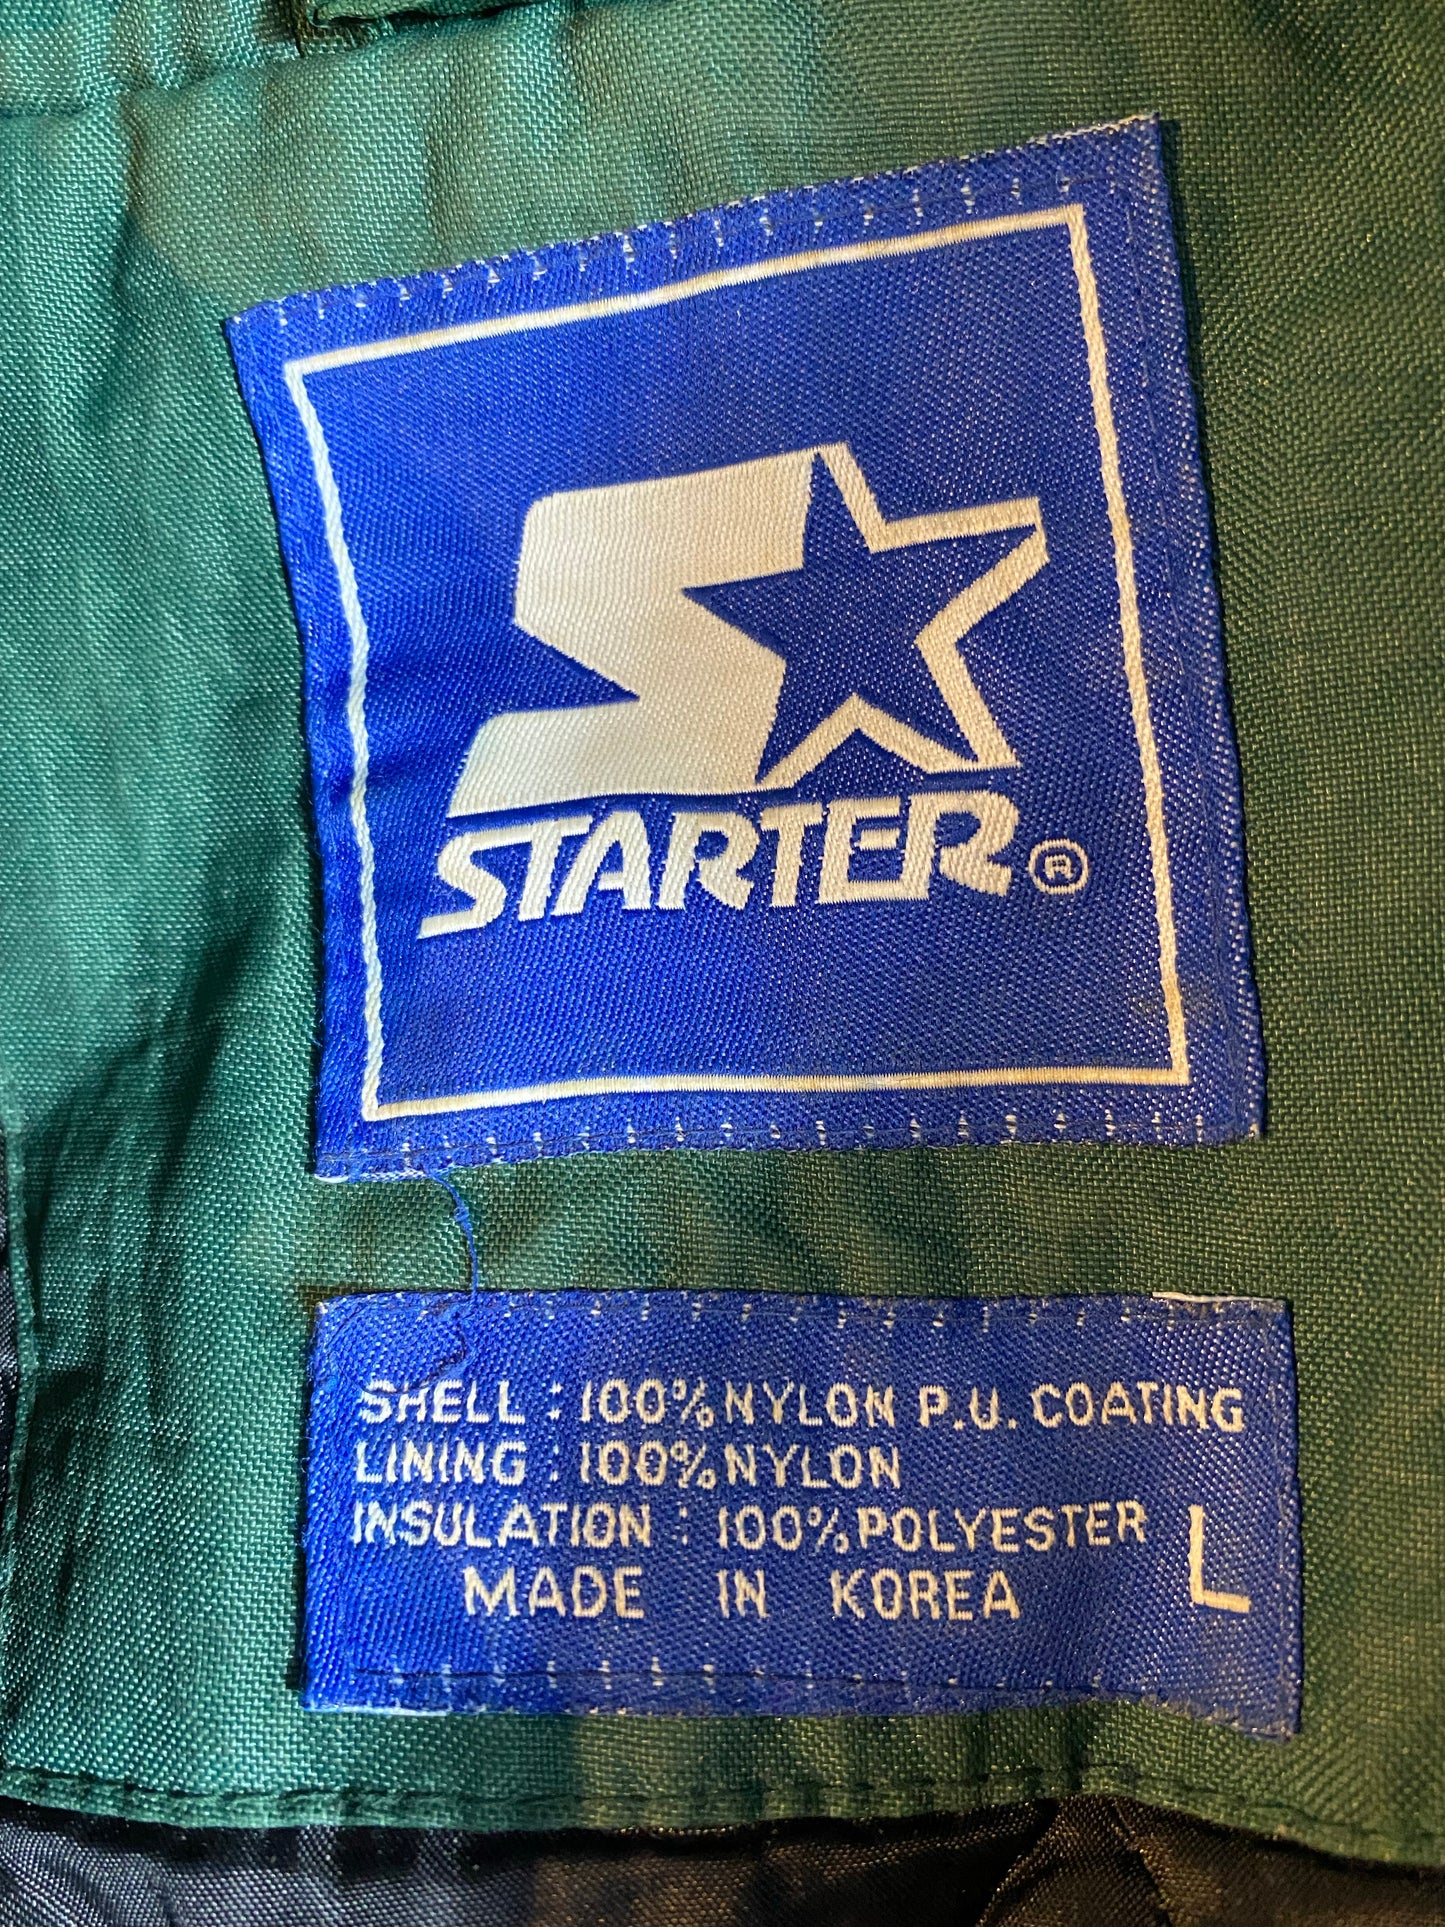 STARTER®
SHELL : 100% NYLON P.U. COATING
LINING : 100% NYLON
INSULATION : 100% POLYESTER
MADE IN KOREA
L